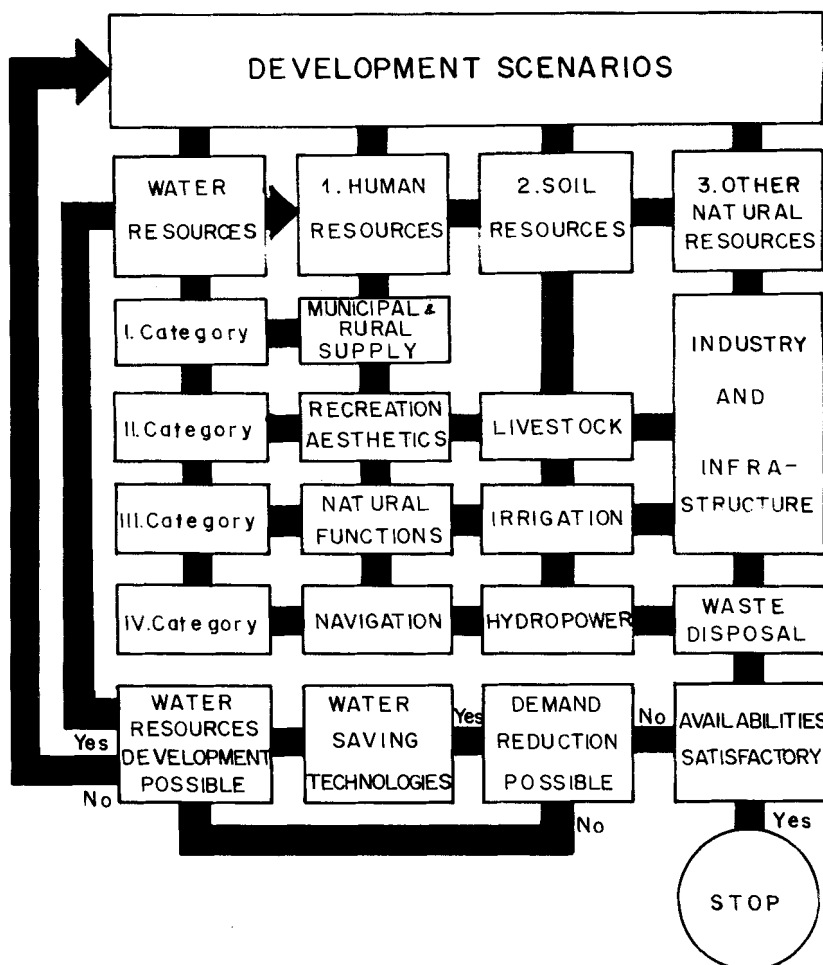 DEVELOPMENT SCENARIOS
WATER
RESOURCES
1. HUMAN
RESOURCES
2. SOIL
RESOURCES
3. OTHER
NATURAL
RESOURCES
I. Category
MUNICIPAL &
RURAL
SUPPLY
INDUSTRY
AND
INFRA-
STRUCTURE
II. Category
RECREATION
AESTHETICS
LIVESTOCK
III. Category
NATURAL
FUNCTIONS
IRRIGATION
IV. Category
NAVIGATION
HYDROPOWER
WASTE
DISPOSAL
WATER
RESOURCES
DEVELOPMENT
POSSIBLE
Yes
No
WATER
SAVING
TECHNOLOGIES
Yes
DEMAND
REDUCTION
POSSIBLE
No
No
AVAILABILITIES
SATISFACTORY
Yes
STOP